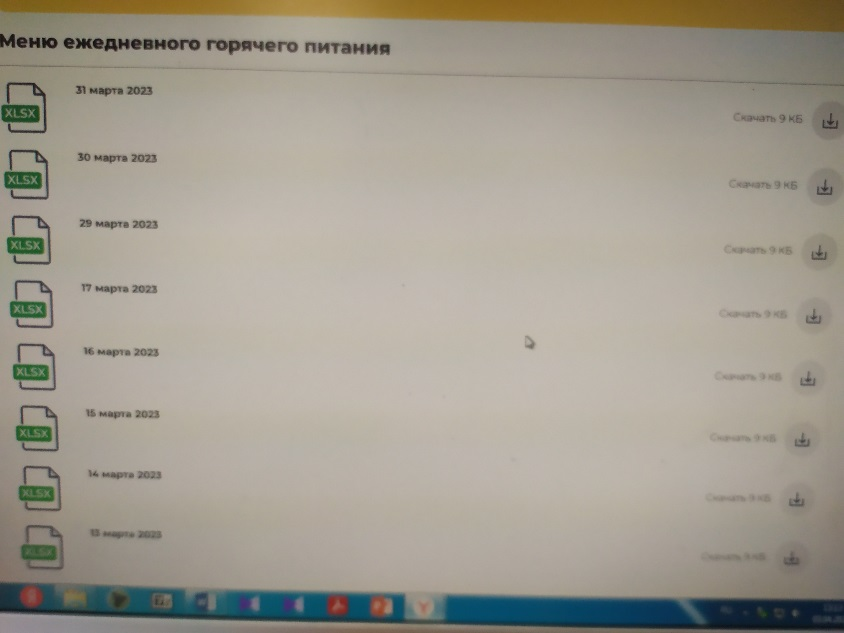 Меню ежедневного горячего питания
31 марта 2023
XLSX
Скачать 9 КБ
30 марта 2023
XLSX
Скачать 9 КБ
29 марта 2023
XLSX
Скачать 9 КБ
17 марта 2023
XLSX
Скачать 9 КБ
16 марта 2023
XLSX
Скачать 9 КБ
15 марта 2023
XLSX
Скачать 9 КБ
14 марта 2023
XLSX
Скачать 9 КБ
13 марта 2023
XLSX
Скачать 9 КБ